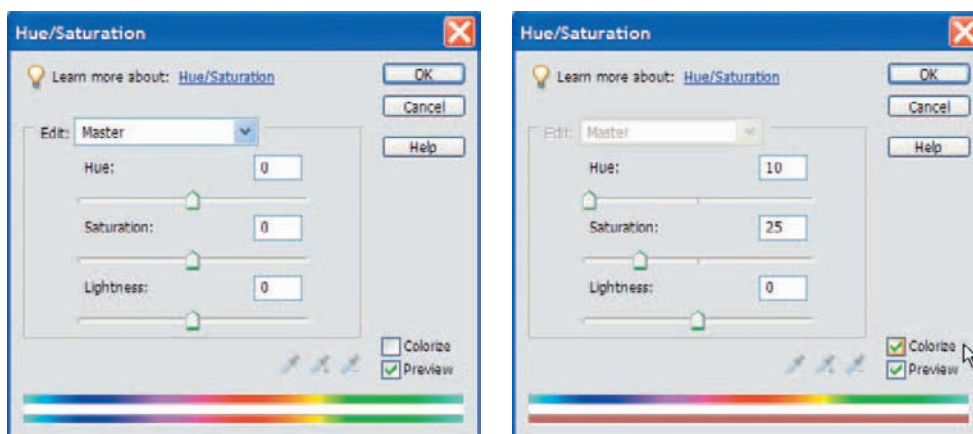 Hue/Saturation
Learn more about: Hue/Saturation
OK
Cancel
Edit: Master
Help
Hue: 0
Saturation: 0
Lightness: 0
Colorize
Preview
Hue/Saturation
Learn more about: Hue/Saturation
OK
Cancel
Edit: Master
Help
Hue: 10
Saturation: 25
Lightness: 0
Colorize
Preview